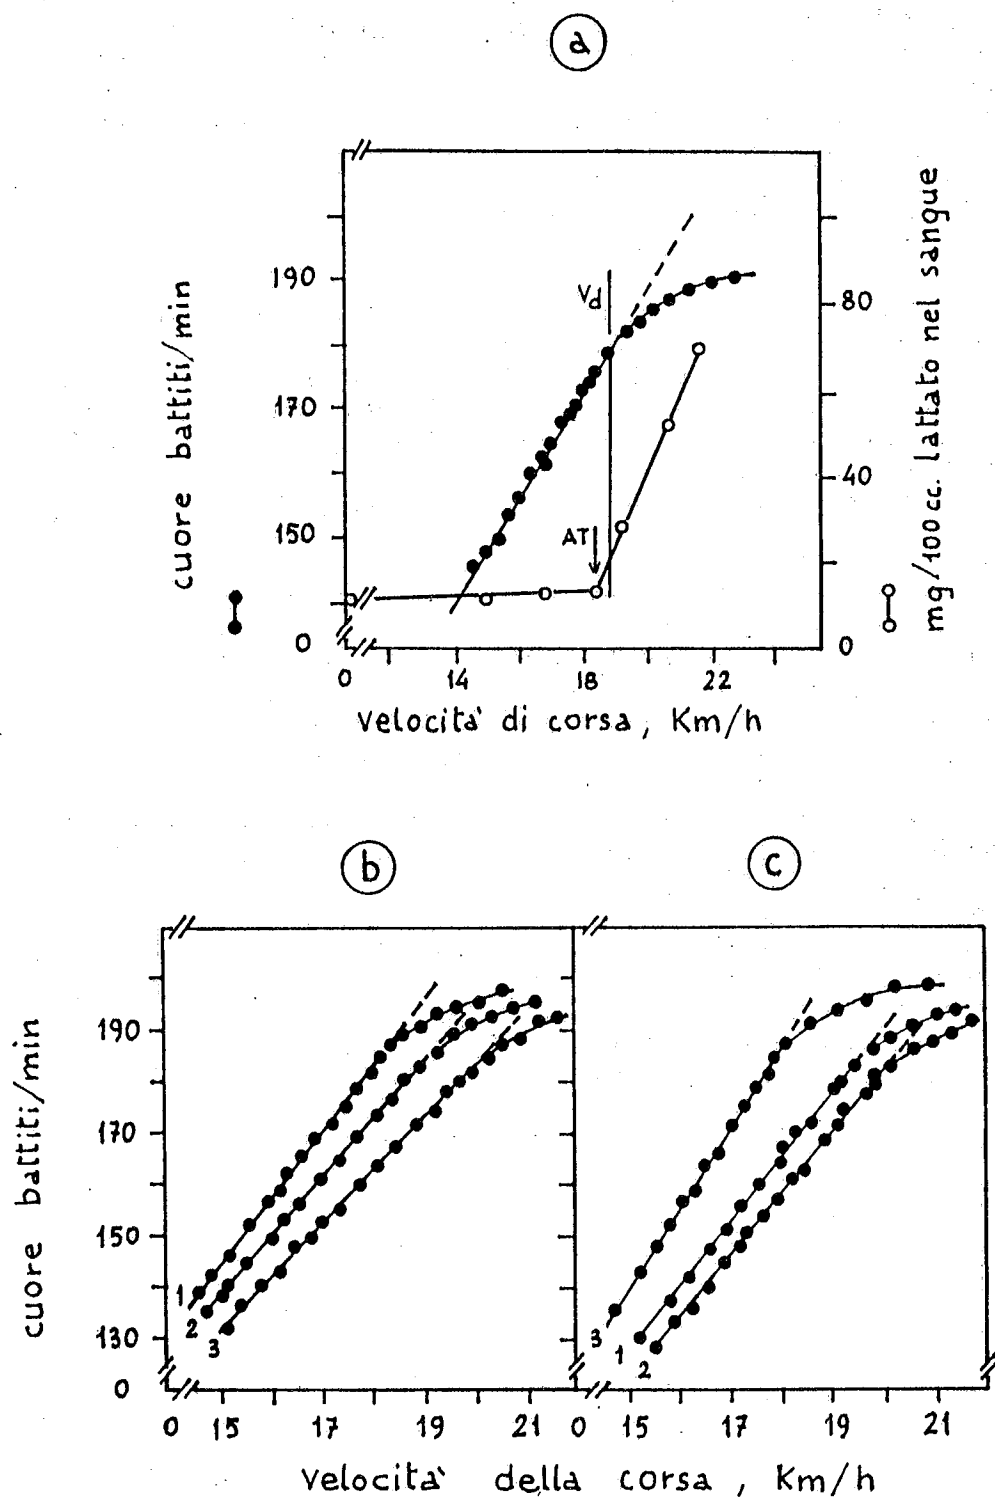 a
190
170
150
0
cuore battiti/min
Vd
AT
80
40
0
mg/100 cc. lattato nel sangue
0 14 18 22
velocita' di corsa, Km/h
b
c
190
170
150
130
0
cuore battiti/min
1
2
3
3
1
2
0 15 17 19 21 0 15 17 19 21
velocita' della corsa, Km/h